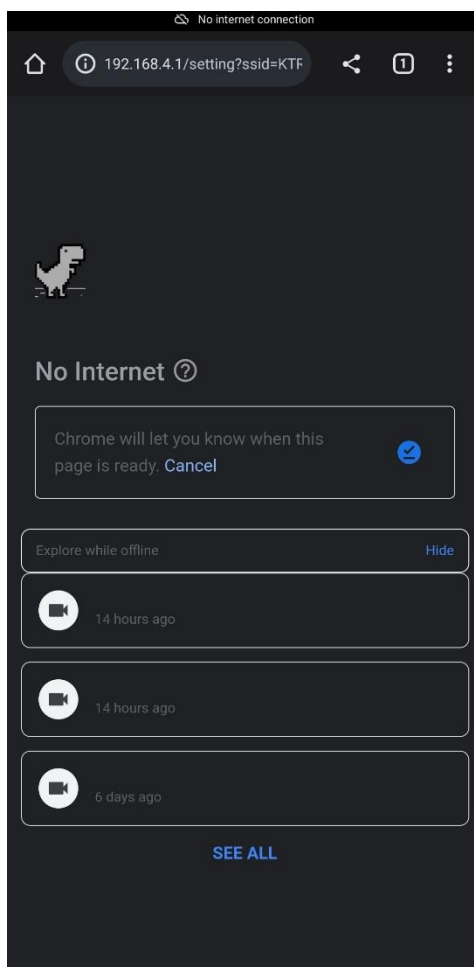 No internet connection
192.168.4.1/setting?ssid=KTF
1
No Internet ?
Chrome will let you know when this
page is ready. Cancel
Explore while offline
Hide
14 hours ago
14 hours ago
6 days ago
SEE ALL